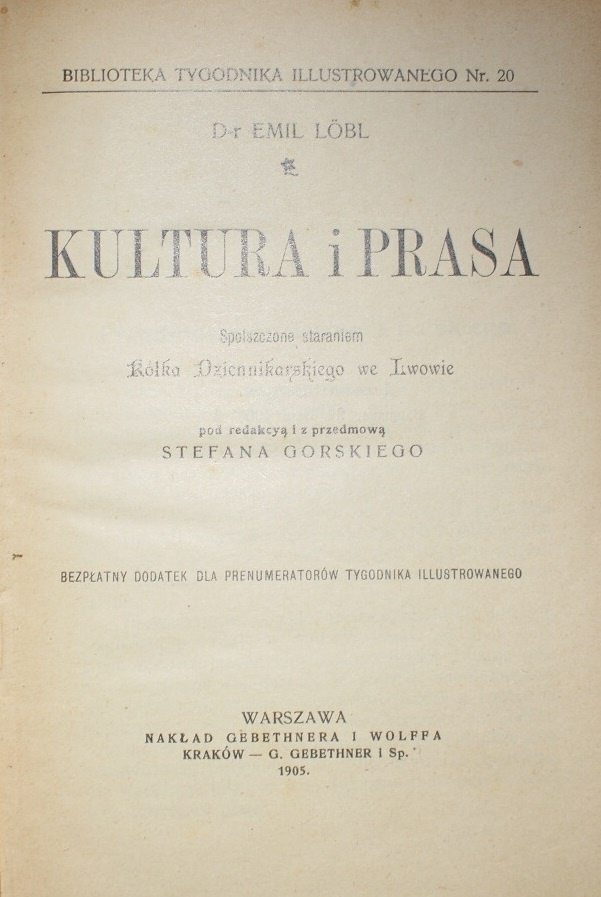 BIBLIOTEKA TYGODNIKA ILLUSTROWANEGO Nr. 20
D-r EMIL LÖBL
KULTURA i PRASA
Spolszczone staraniem
Kółka Dziennikarskiego we Lwowie
pod redakcyą i z przedmową
STEFANA GORSKIEGO
BEZPŁATNY DODATEK DLA PRENUMERATORÓW TYGODNIKA ILLUSTROWANEGO
WARSZAWA
NAKŁAD GEBETHNERA I WOLFFA
KRAKÓW — G. GEBETHNER I Sp.
1905.